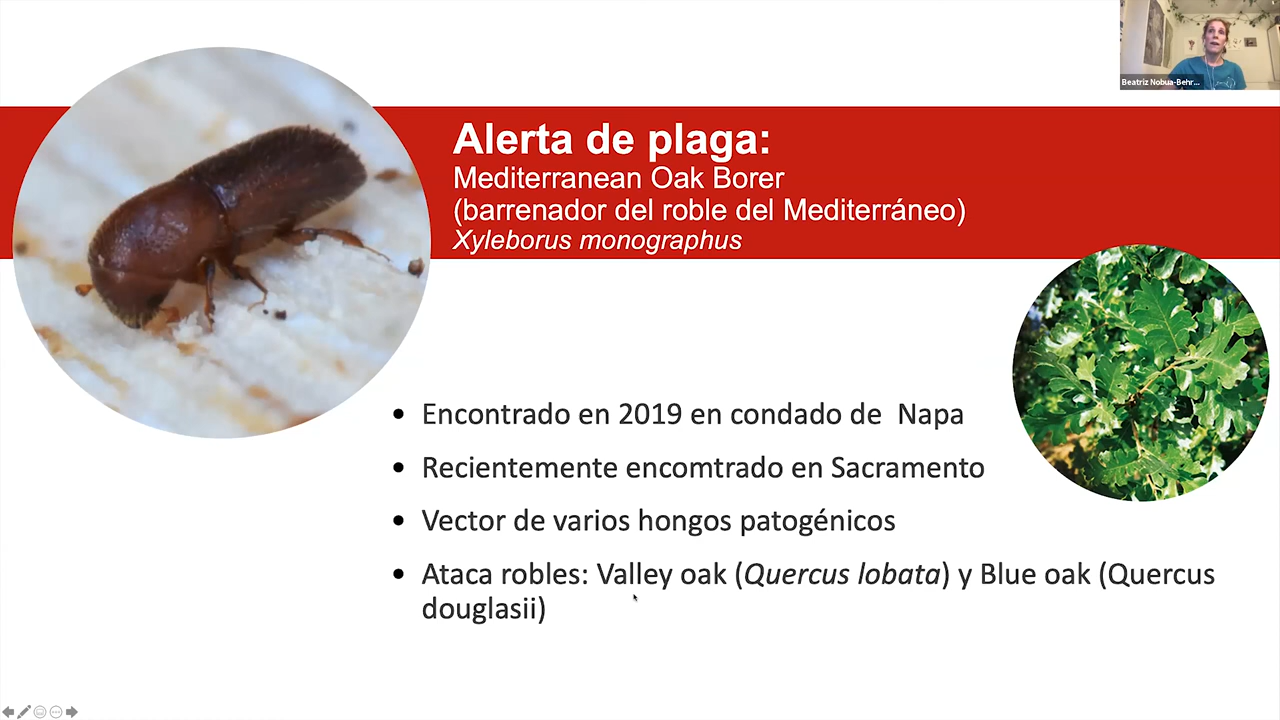 Beatriz Nobua-Behr...
Alerta de plaga:
Mediterranean Oak Borer
(barrenador del roble del Mediterráneo)
Xyleborus monographus
• Encontrado en 2019 en condado de  Napa
• Recientemente encomtrado en Sacramento
• Vector de varios hongos patogénicos
• Ataca robles: Valley oak (Quercus lobata) y Blue oak (Quercus
douglasii)